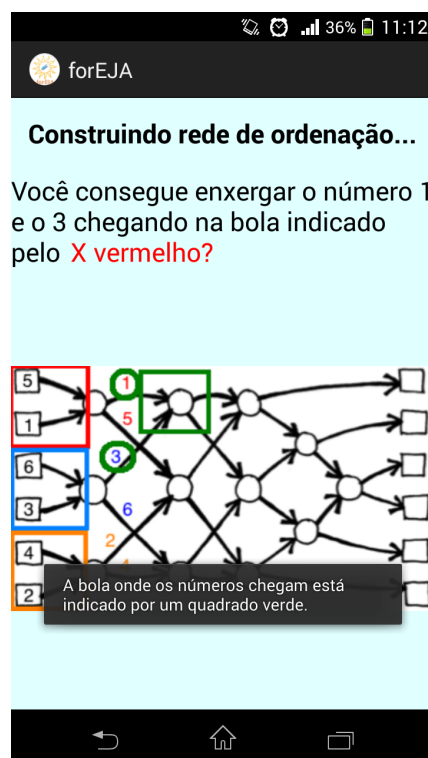 36% 11:12
forEJA
Construindo rede de ordenação...
Você consegue enxergar o número 1
e o 3 chegando na bola indicado
pelo X vermelho?
5 1
1 5
6 3
3 6
4 2
2
A bola onde os números chegam está
indicado por um quadrado verde.